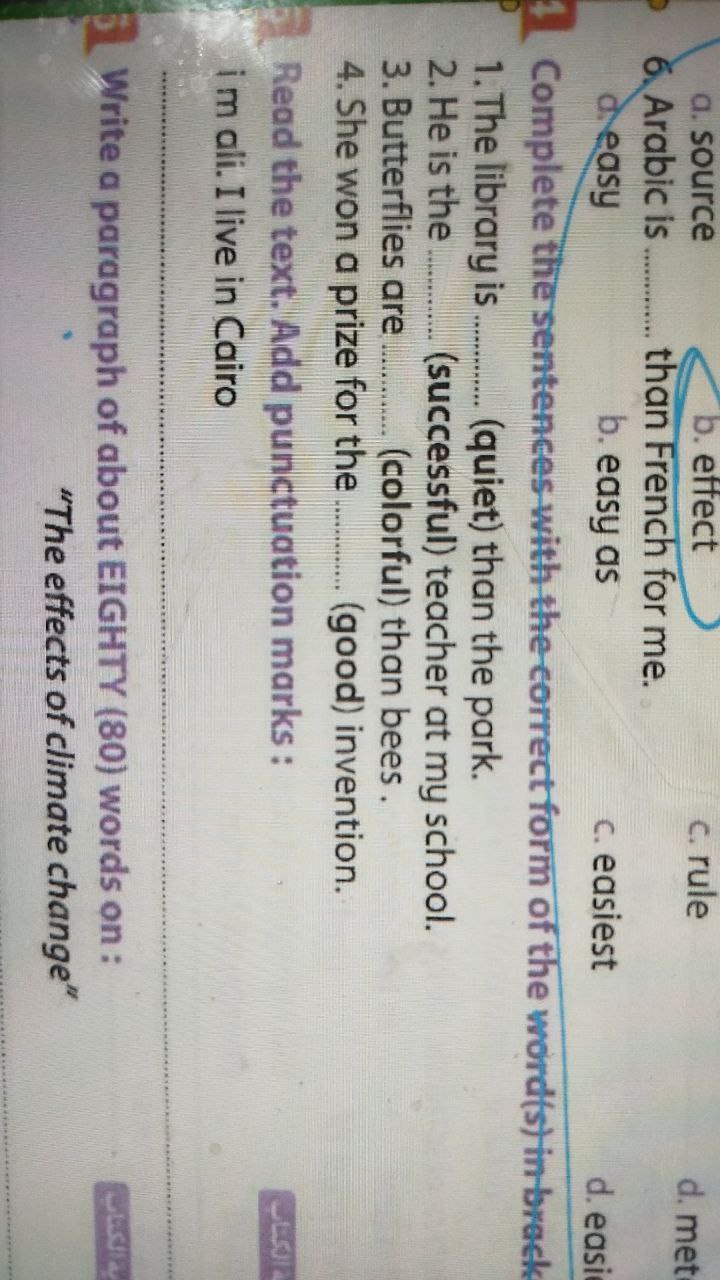 a. source b. effect c. rule d. met
6. Arabic is ............ than French for me.
a. easy b. easy as c. easiest d. easi
4 Complete the sentences with the correct form of the word(s) in brack
1. The library is ............ (quiet) than the park.
2. He is the ............ (successful) teacher at my school.
3. Butterflies are ............ (colorful) than bees .
4. She won a prize for the ............ (good) invention.
Read the text. Add punctuation marks :
i m ali. I live in Cairo
Write a paragraph of about EIGHTY (80) words on :
"The effects of climate change"